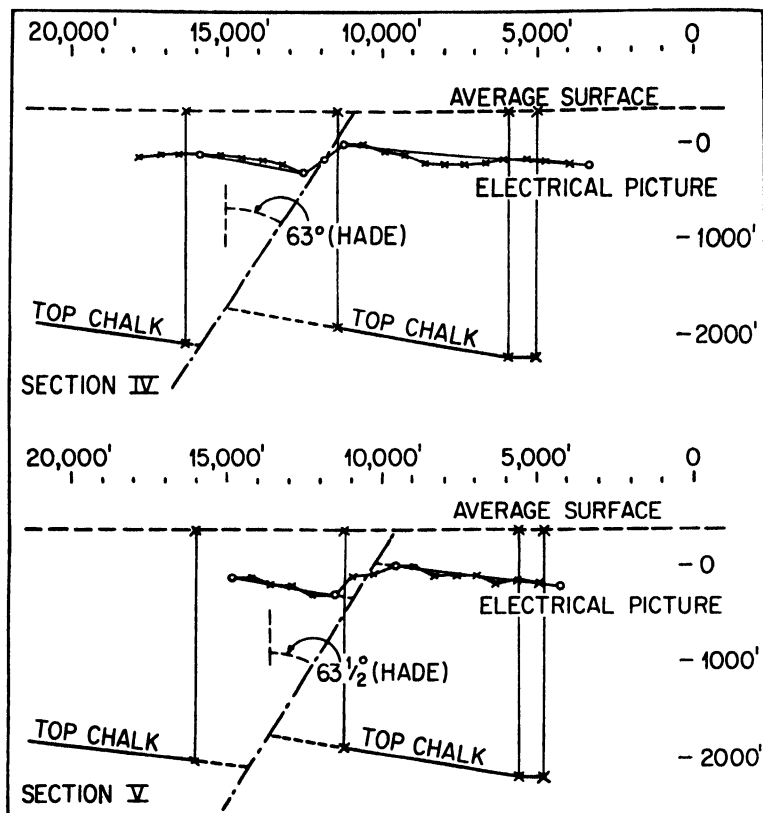 20,000' 15,000' 10,000' 5,000' 0
AVERAGE SURFACE
-0
ELECTRICAL PICTURE
63° (HADE)
-1000'
TOP CHALK
TOP CHALK
-2000'
SECTION IV
20,000' 15,000' 10,000' 5,000' 0
AVERAGE SURFACE
-0
ELECTRICAL PICTURE
63 1/2° (HADE)
-1000'
TOP CHALK
TOP CHALK
-2000'
SECTION V